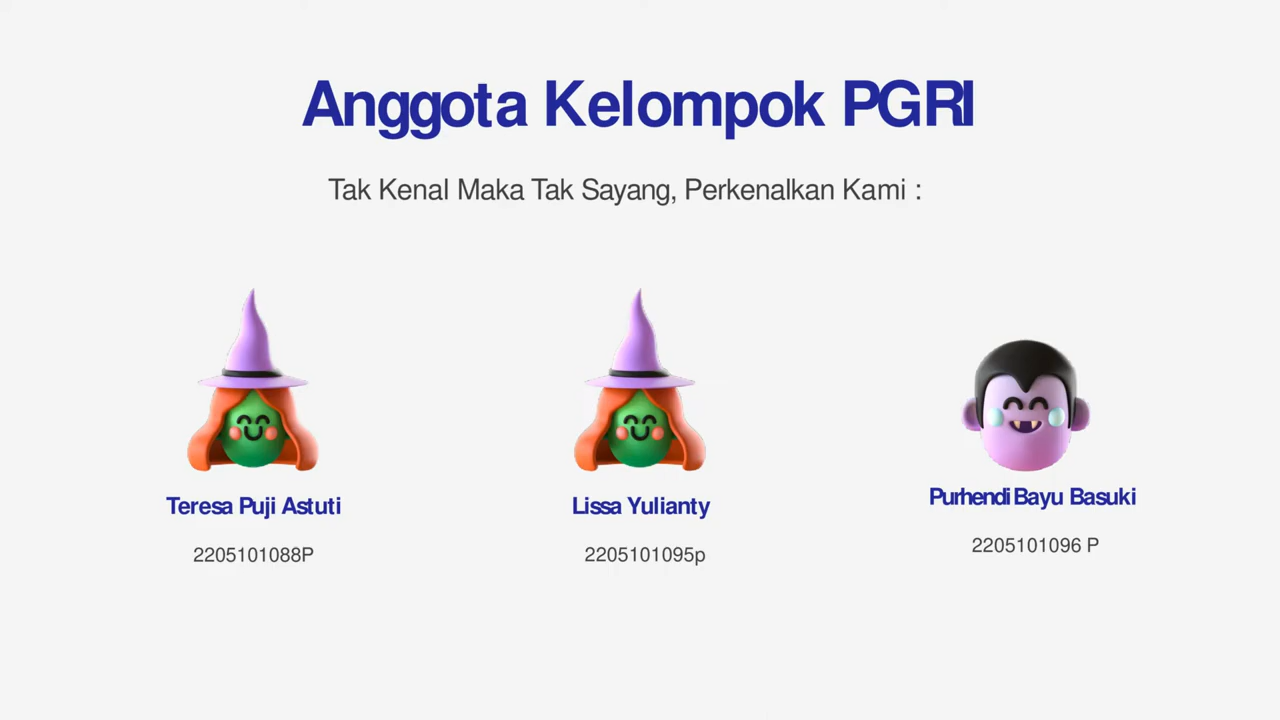 Anggota Kelompok PGRI
Tak Kenal Maka Tak Sayang, Perkenalkan Kami :
Teresa Puji Astuti
2205101088P
Lissa Yulianty
2205101095p
Purhendi Bayu Basuki
2205101096 P